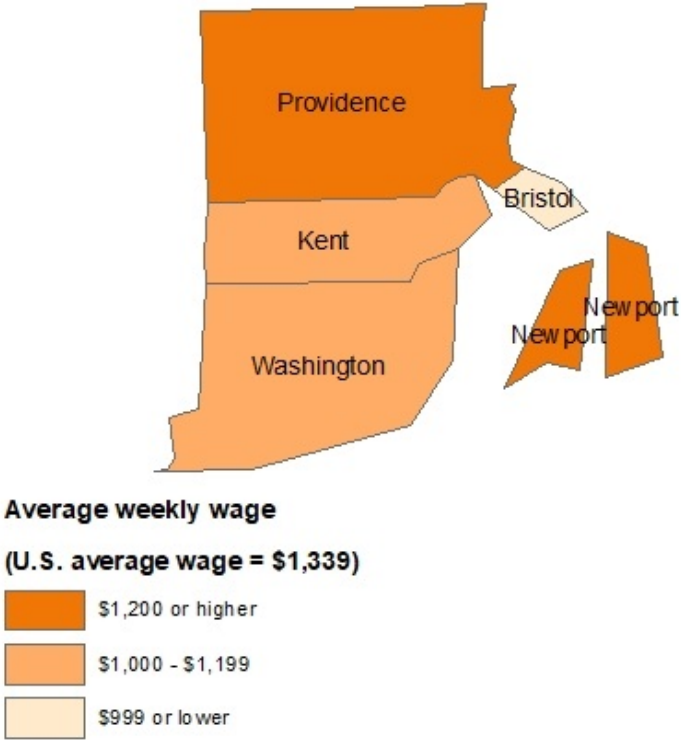 Providence
Bristol
Kent
Newport
Newport
Washington
Average weekly wage
(U.S. average wage = $1,339)
$1,200 or higher
$1,000 - $1,199
$999 or lower